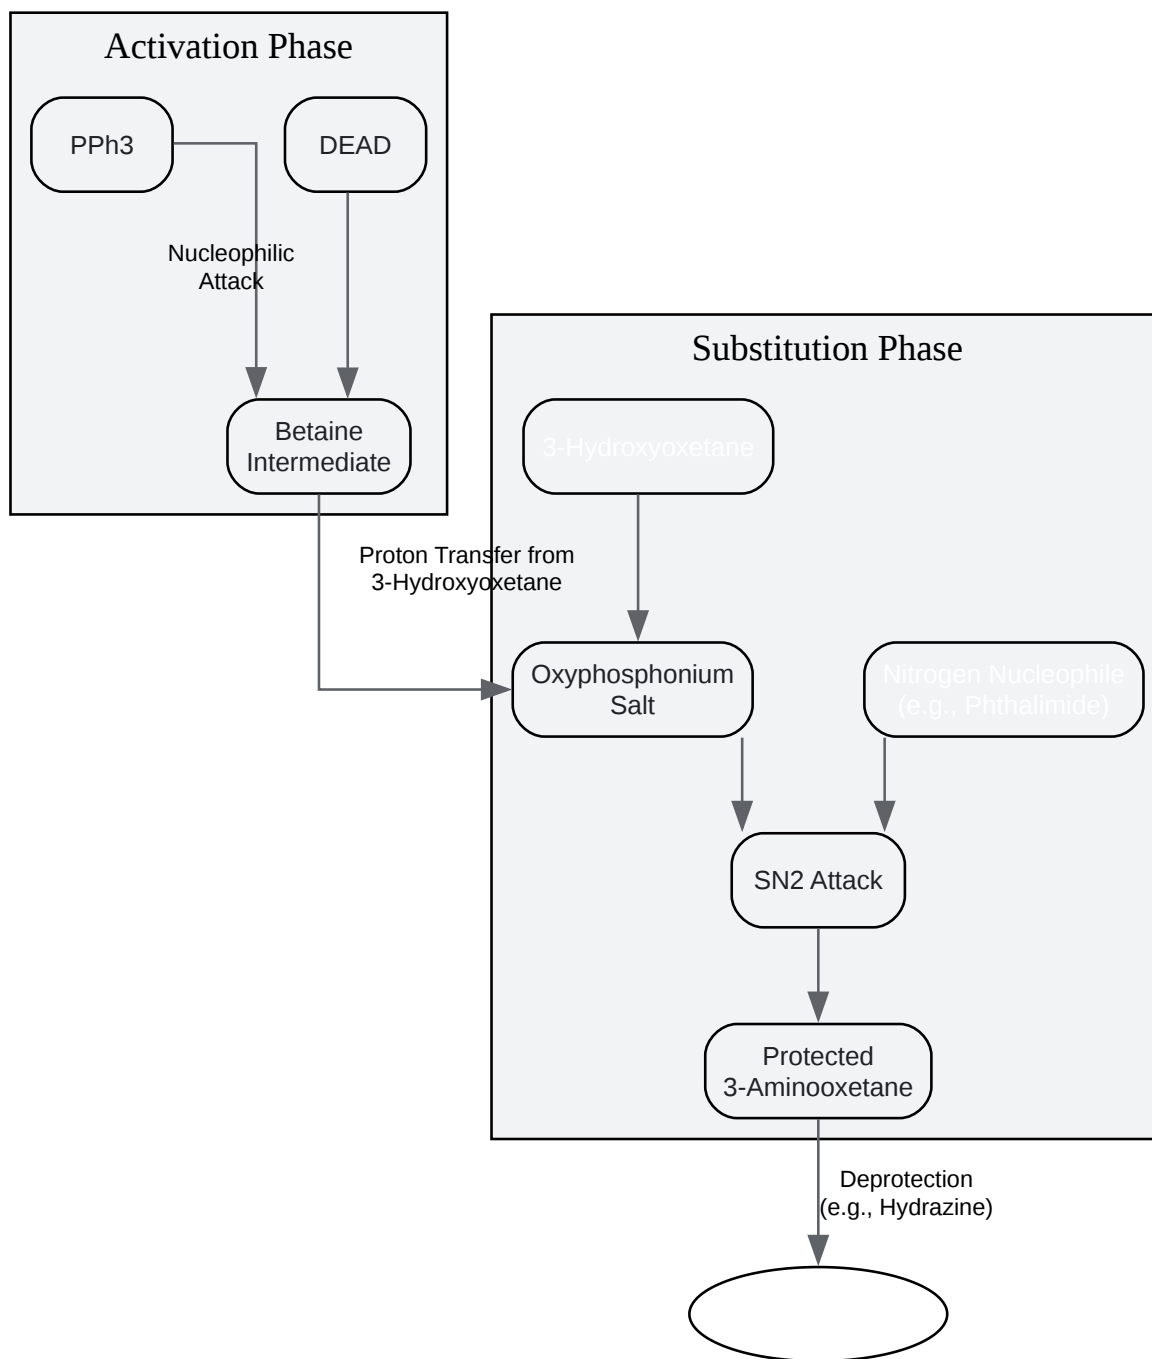 Activation Phase
PPh3
DEAD
Nucleophilic
Attack
Betaine
Intermediate
Substitution Phase
3-Hydroxyoxetane
Proton Transfer from
3-Hydroxyoxetane
Oxyphosphonium
Salt
Nitrogen Nucleophile
(e.g., Phthalimide)
SN2 Attack
Protected
3-Aminooxetane
Deprotection
(e.g., Hydrazine)